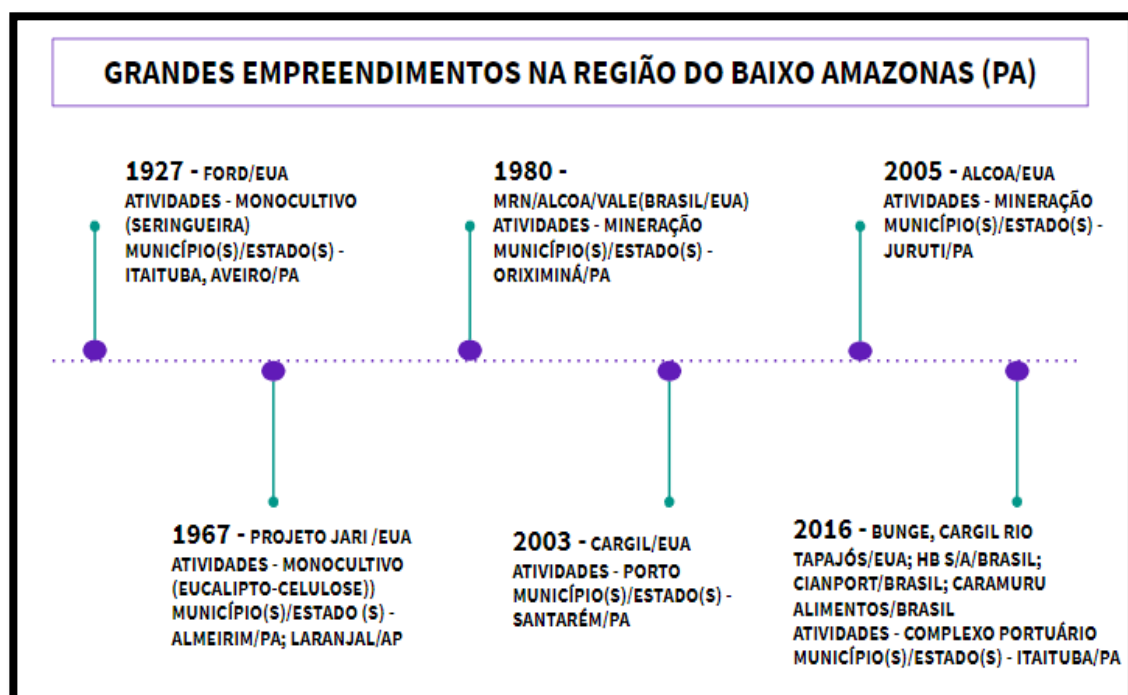 GRANDES EMPREENDIMENTOS NA REGIÃO DO BAIXO AMAZONAS (PA)
1927 - FORD/EUA
ATIVIDADES - MONOCULTIVO
(SERINGUEIRA)
MUNICÍPIO(S)/ESTADO(S) -
ITAITUBA, AVEIRO/PA
1980 -
MRN/ALCOA/VALE(BRASIL/EUA)
ATIVIDADES - MINERAÇÃO
MUNICÍPIO(S)/ESTADO(S) -
ORIXIMINÁ/PA
2005 - ALCOA/EUA
ATIVIDADES - MINERAÇÃO
MUNICÍPIO(S)/ESTADO(S) -
JURUTI/PA
1967 - PROJETO JARI /EUA
ATIVIDADES - MONOCULTIVO
(EUCALIPTO-CELULOSE))
MUNICÍPIO(S)/ESTADO (S) -
ALMEIRIM/PA; LARANJAL/AP
2003 - CARGIL/EUA
ATIVIDADES - PORTO
MUNICÍPIO(S)/ESTADO(S) -
SANTARÉM/PA
2016 - BUNGE, CARGIL RIO
TAPAJÓS/EUA; HB S/A/BRASIL;
CIANPORT/BRASIL; CARAMURU
ALIMENTOS/BRASIL
ATIVIDADES - COMPLEXO PORTUÁRIO
MUNICÍPIO(S)/ESTADO(S) - ITAITUBA/PA